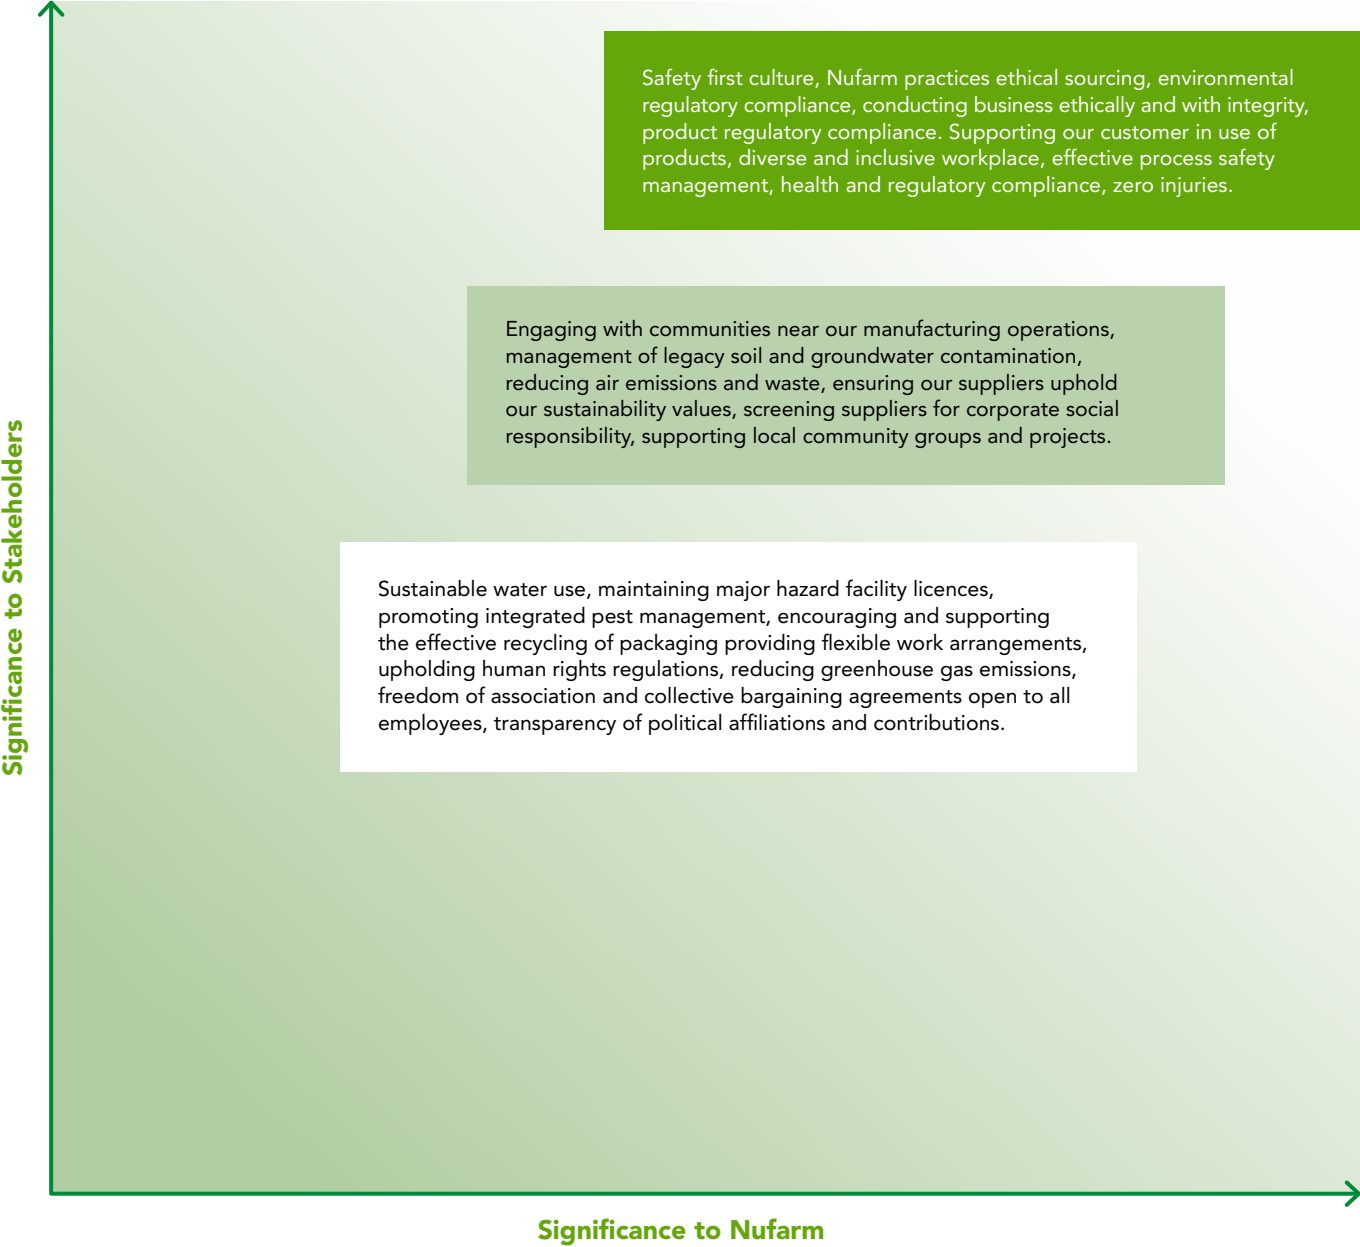 Safety first culture, Nufarm practices ethical sourcing, environmental
regulatory compliance, conducting business ethically and with integrity,
product regulatory compliance. Supporting our customer in use of
products, diverse and inclusive workplace, effective process safety
management, health and regulatory compliance, zero injuries.
Engaging with communities near our manufacturing operations,
management of legacy soil and groundwater contamination,
reducing air emissions and waste, ensuring our suppliers uphold
our sustainability values, screening suppliers for corporate social
responsibility, supporting local community groups and projects.
Sustainable water use, maintaining major hazard facility licences,
promoting integrated pest management, encouraging and supporting
the effective recycling of packaging providing flexible work arrangements,
upholding human rights regulations, reducing greenhouse gas emissions,
freedom of association and collective bargaining agreements open to all
employees, transparency of political affiliations and contributions.
Significance to Stakeholders
Significance to Nufarm